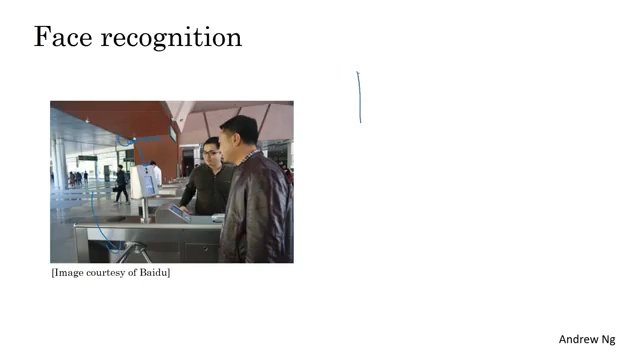 Face recognition
[Image courtesy of Baidu]
Andrew Ng